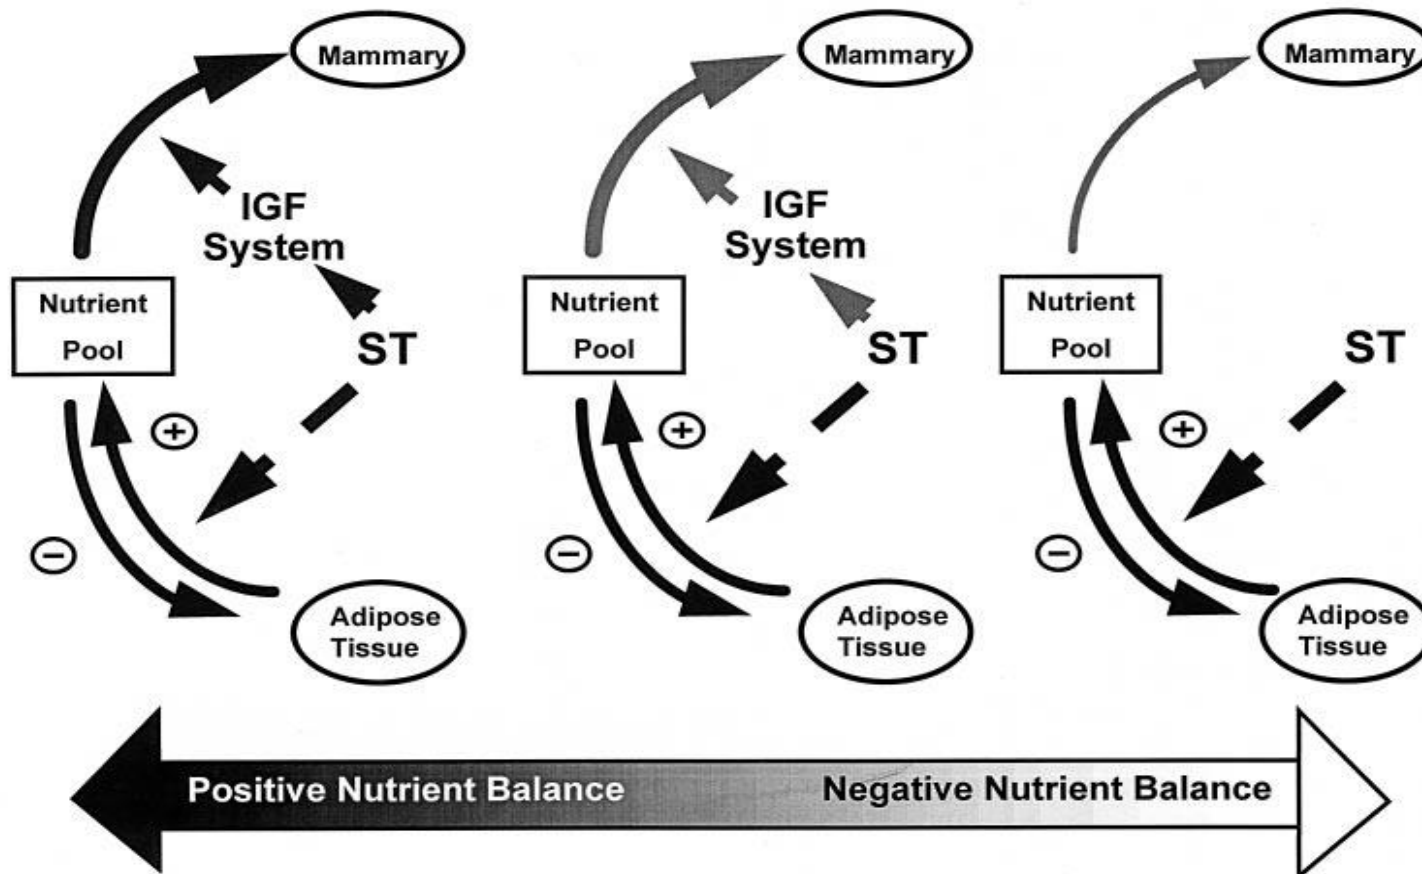 Mammary
IGF
System
Nutrient
Pool
ST
+
−
Adipose
Tissue
Mammary
IGF
System
Nutrient
Pool
ST
+
−
Adipose
Tissue
Mammary
Nutrient
Pool
ST
+
−
Adipose
Tissue
Positive Nutrient Balance
Negative Nutrient Balance